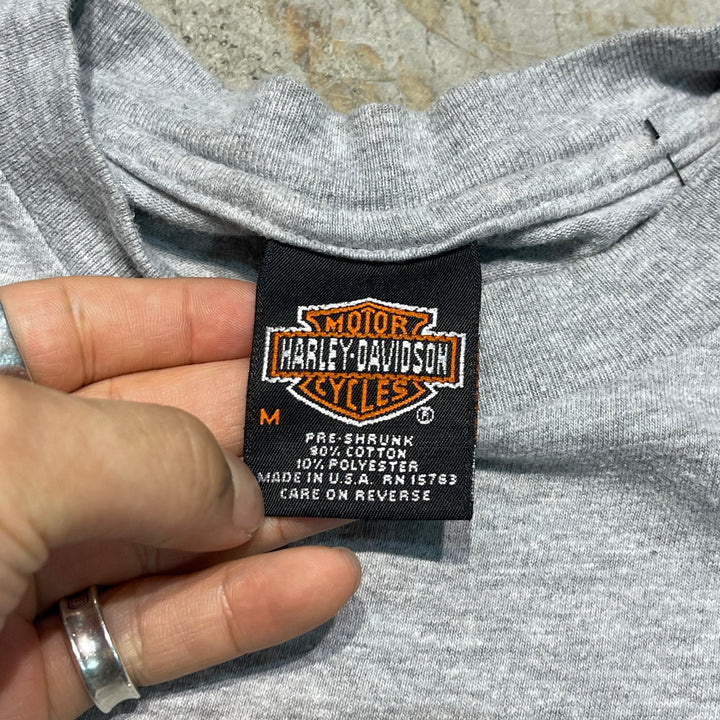 MOTOR
HARLEY-DAVIDSON
CYCLES
®
M
PRE-SHRUNK
90% COTTON
10% POLYESTER
MADE IN U.S.A. RN 15763
CARE ON REVERSE